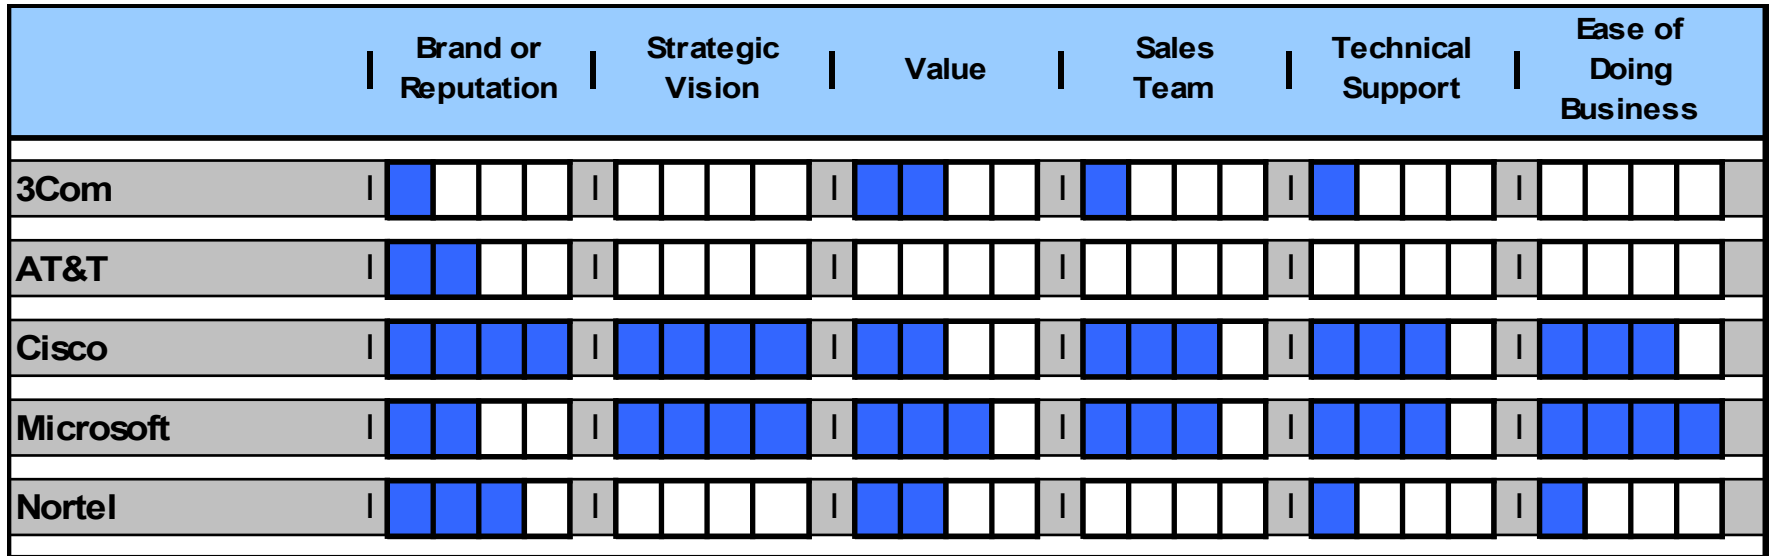 Brand or
Reputation
Strategic
Vision
Value
Sales
Team
Technical
Support
Ease of
Doing
Business
3Com
AT&T
Cisco
Microsoft
Nortel